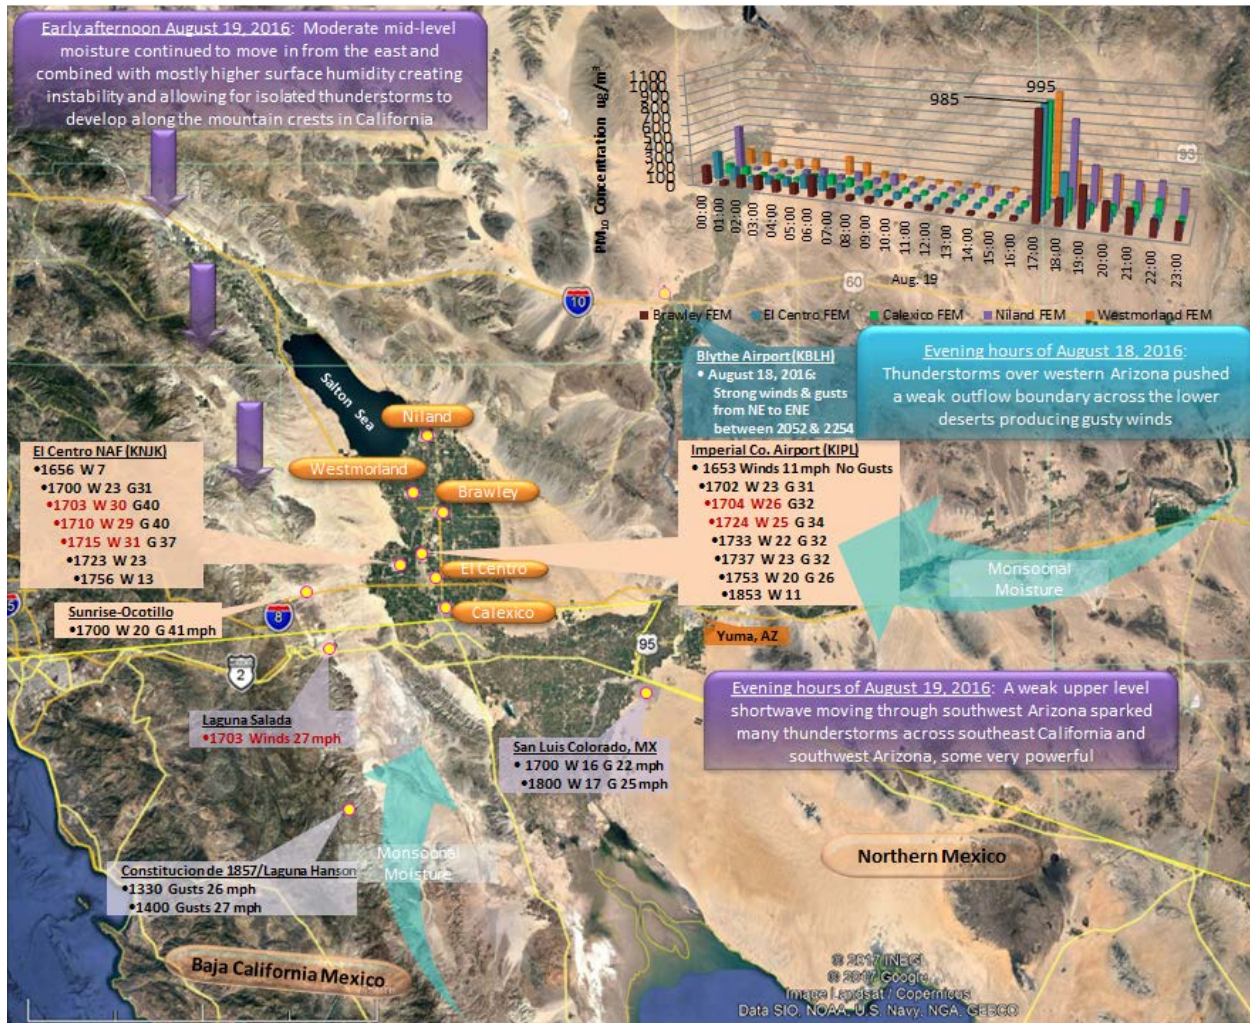 Early afternoon August 19, 2016: Moderate mid-level
moisture continued to move in from the east and
combined with mostly higher surface humidity creating
instability and allowing for isolated thunderstorms to
develop along the mountain crests in California
PM10 Concentration ug/m3
1100
1000
900
800
700
600
500
400
300
200
100
0
985
995
93
00:00
01:00
02:00
03:00
04:00
05:00
06:00
07:00
08:00
09:00
10:00
11:00
12:00
13:00
14:00
15:00
16:00
17:00
18:00
19:00
20:00
21:00
22:00
23:00
Aug. 19
60
10
Brawley FEM El Centro FEM Calexico FEM Niland FEM Westmorland FEM
Blythe Airport (KBLH)
• August 18, 2016:
Strong winds & gusts
from NE to ENE
between 2052 & 2254
Evening hours of August 18, 2016:
Thunderstorms over western Arizona pushed
a weak outflow boundary across the lower
deserts producing gusty winds
Salton Sea
Niland
Westmorland
Brawley
El Centro
Calexico
El Centro NAF (KNJK)
•1656 W 7
•1700 W 23 G31
•1703 W 30 G40
•1710 W 29 G 40
•1715 W 31 G 37
•1723 W 23
•1756 W 13
Imperial Co. Airport (KIPL)
• 1653 Winds 11 mph No Gusts
•1702 W 23 G 31
•1704 W26 G32
•1724 W 25 G 34
•1733 W 22 G 32
•1737 W 23 G 32
•1753 W 20 G 26
•1853 W 11
Monsoonal
Moisture
Sunrise-Ocotillo
•1700 W 20 G 41 mph
5
8
2
95
Yuma, AZ
Laguna Salada
•1703 Winds 27 mph
San Luis Colorado, MX
• 1700 W 16 G 22 mph
•1800 W 17 G 25 mph
Evening hours of August 19, 2016: A weak upper level
shortwave moving through southwest Arizona sparked
many thunderstorms across southeast California and
southwest Arizona, some very powerful
Constitucion de 1857/Laguna Hanson
•1330 Gusts 26 mph
•1400 Gusts 27 mph
Monsoonal
Moisture
Northern Mexico
Baja California Mexico
© 2017 INEGI
© 2017 Google
Image Landsat / Copernicus
Data SIO, NOAA, U.S. Navy, NGA, GEBCO